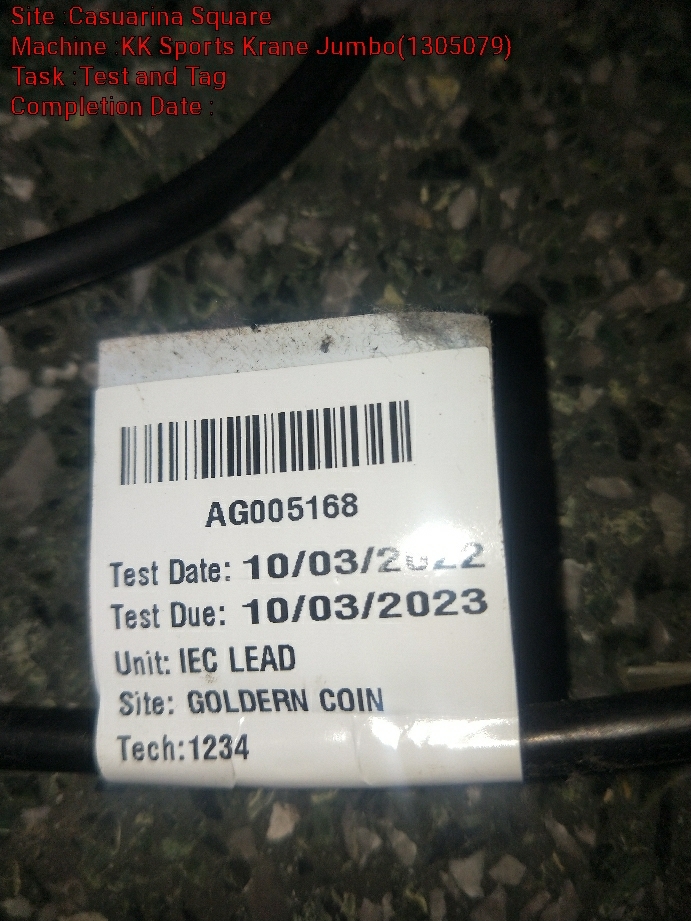 Site :Casuarina Square
Machine :KK Sports Krane Jumbo(1305079)
Task :Test and Tag
Completion Date :
AG005168
Test Date: 10/03/2022
Test Due: 10/03/2023
Unit: IEC LEAD
Site: GOLDERN COIN
Tech:1234